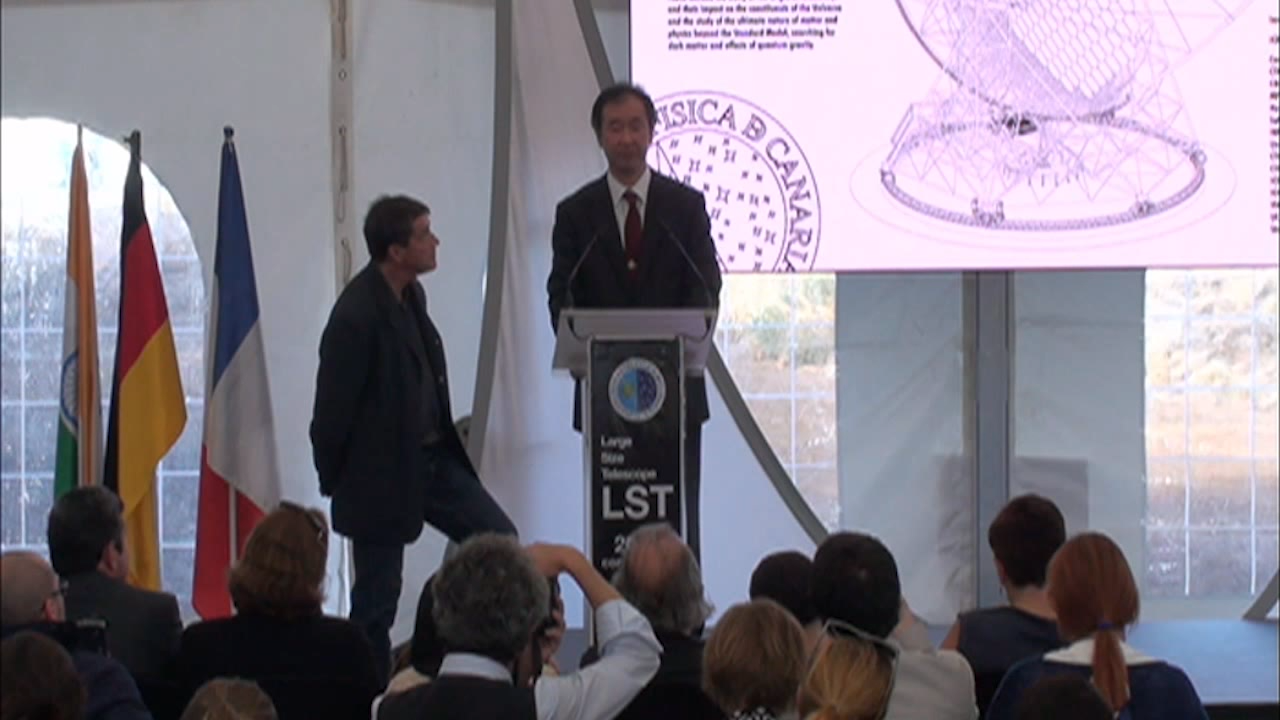 and their impact on the constituents of the Universe
and the study of the ultimate nature of matter and
physics beyond the Standard Model, searching for
dark matter and effects of quantum gravity.
FISICA DE CANARI
Large
Size
Telescope
LST